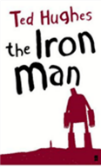 Ted Hughes
the Iron
man